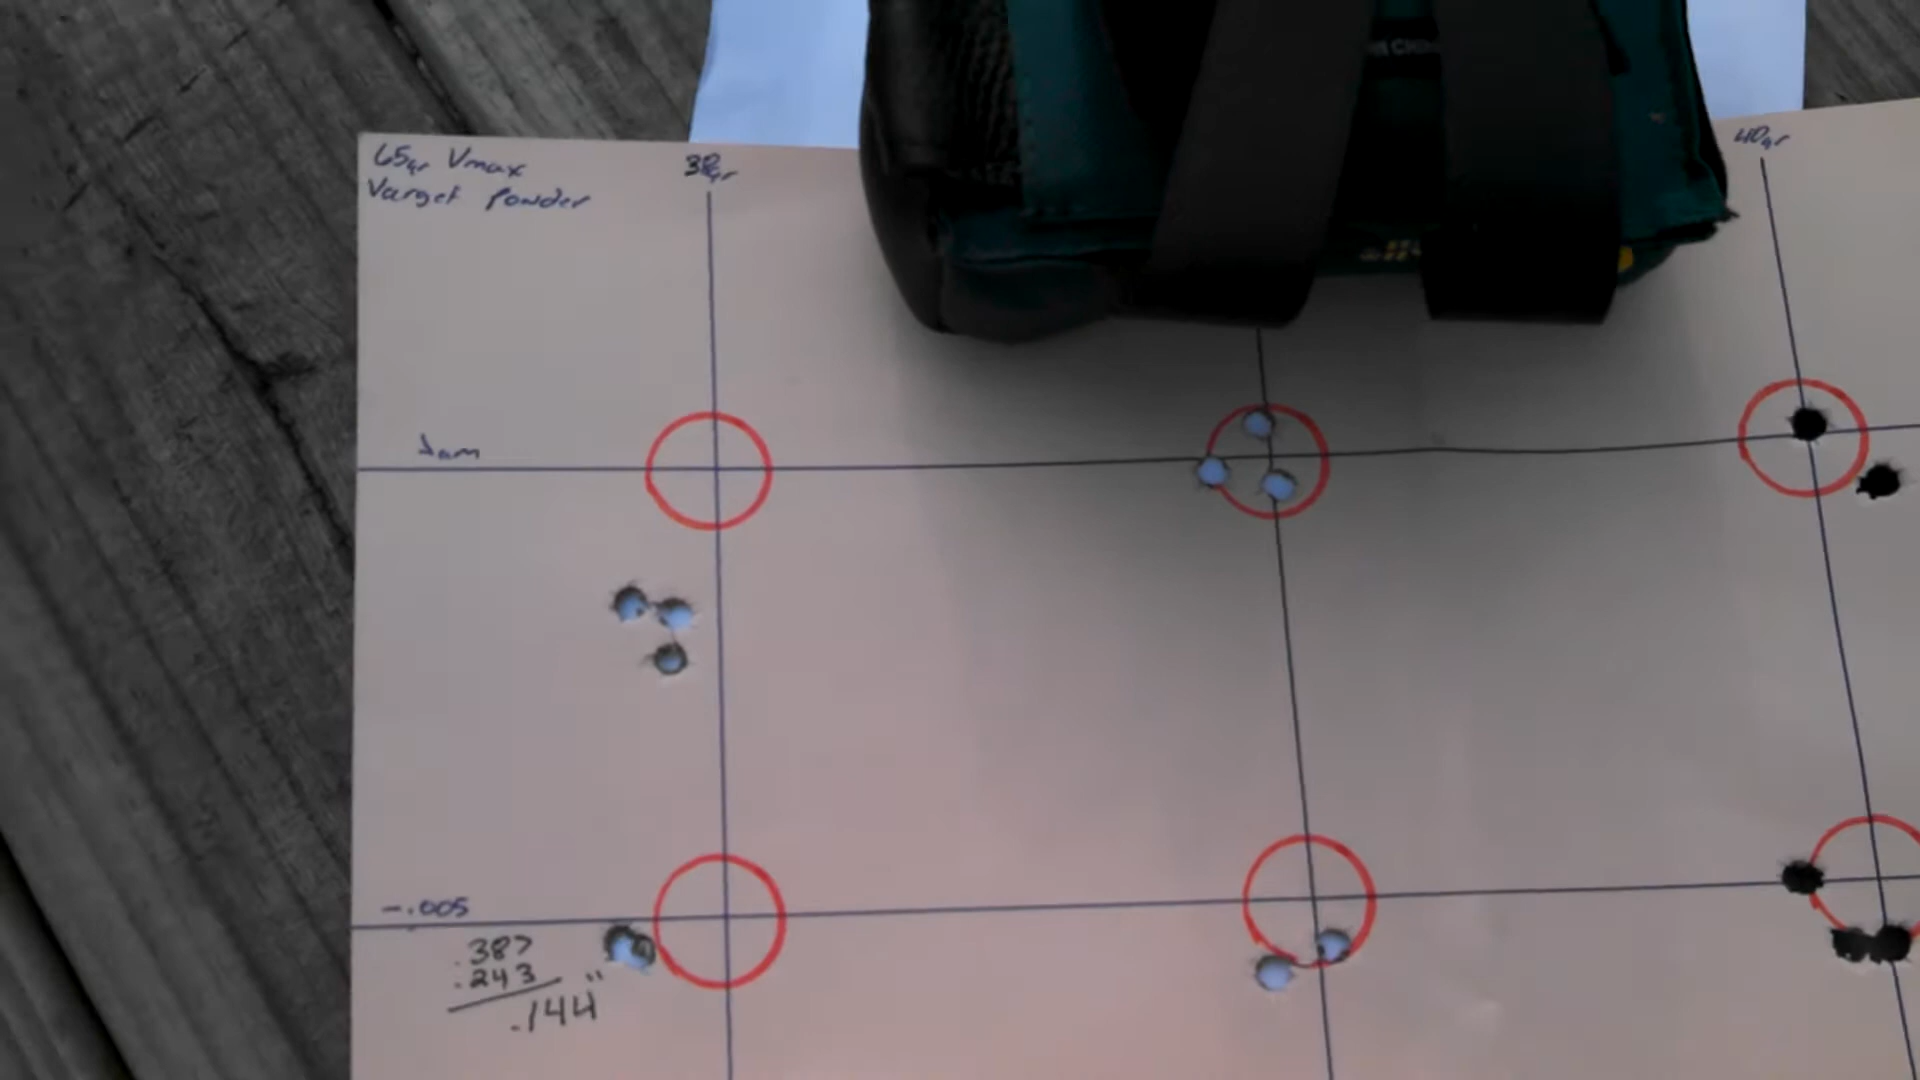 65gr Vmax
Varget Powder
38gr
40gr
Jam
-.005
.387
.243
.144"